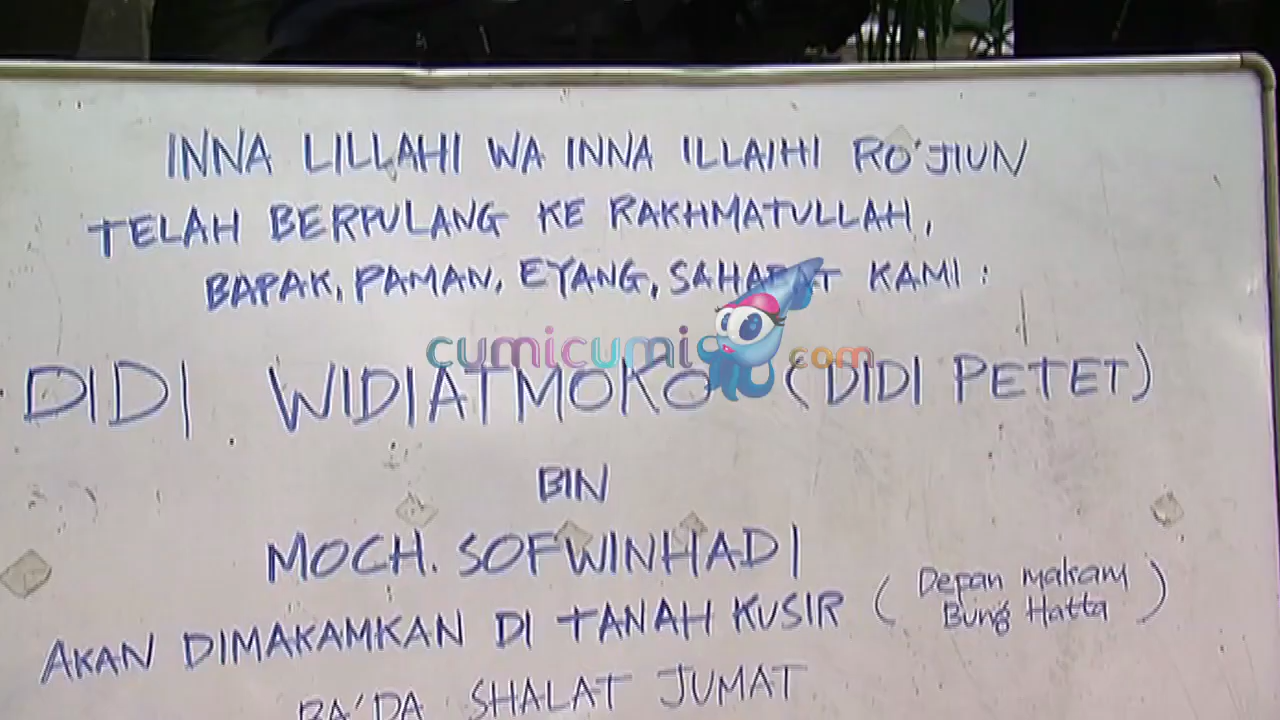 INNA LILLAHI WA INNA ILLAIHI RO'JIUN
TELAH BERPULANG KE RAKHMATULLAH,
BAPAK, PAMAN, EYANG, SAHABAT KAMI :
cumicumi.com
DIDI WIDIATMOKO (DIDI PETET)
BIN
MOCH. SOFWINHADI
AKAN DIMAKAMKAN DI TANAH KUSIR (Depan makam Bung Hatta)
BA'DA SHALAT JUMAT